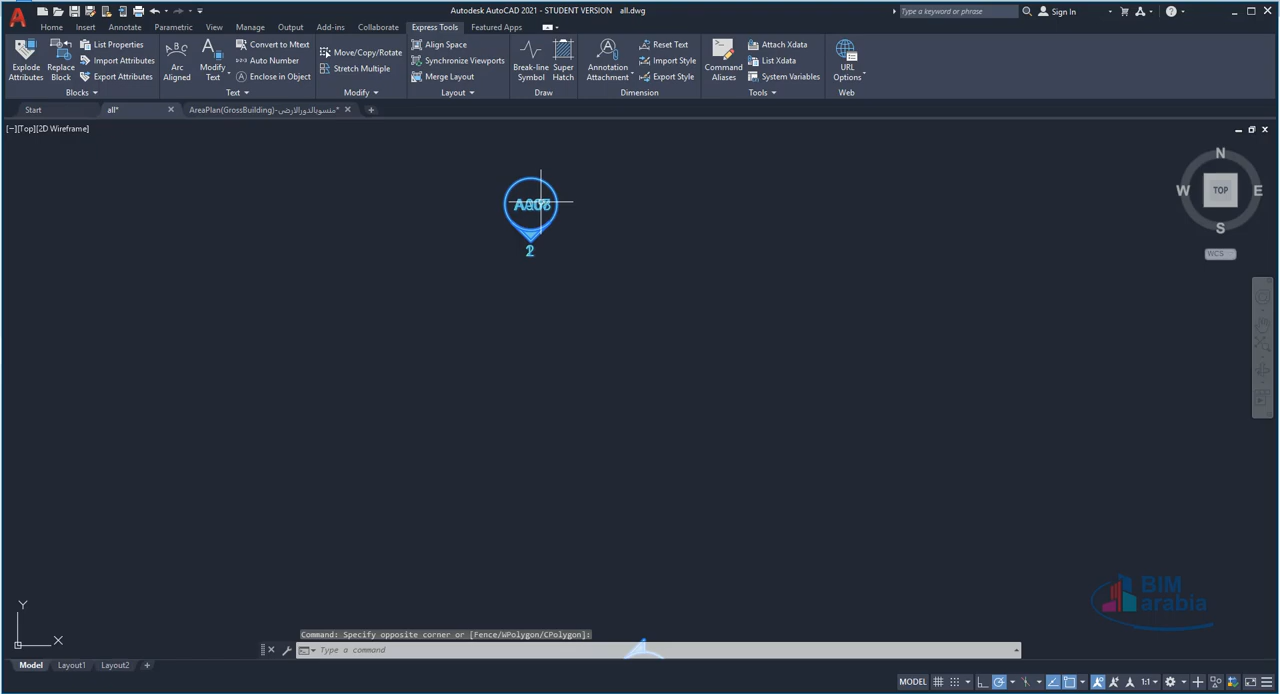 Autodesk AutoCAD 2021 - STUDENT VERSION all.dwg
Type a keyword or phrase
Sign In
Home Insert Annotate Parametric View Manage Output Add-ins Collaborate Express Tools Featured Apps
Explode Attributes
Replace Block
List Properties
Import Attributes
Export Attributes
Blocks
Arc Aligned
Modify Text
Convert to Mtext
Auto Number
Enclose in Object
Text
Move/Copy/Rotate
Stretch Multiple
Modify
Align Space
Synchronize Viewports
Merge Layout
Layout
Break-line Symbol
Super Hatch
Draw
Annotation Attachment
Reset Text
Import Style
Export Style
Dimension
Command Aliases
Attach Xdata
List Xdata
System Variables
Tools
URL Options
Web
Start
all*
AreaPlan(GrossBuilding)-منسوبالدورالارضى*
[−][Top][2D Wireframe]
N
W TOP E
S
WCS
2
BIM
arabia
Y
X
Command: Specify opposite corner or [Fence/WPolygon/CPolygon]:
Type a command
Model Layout1 Layout2
MODEL 1:1